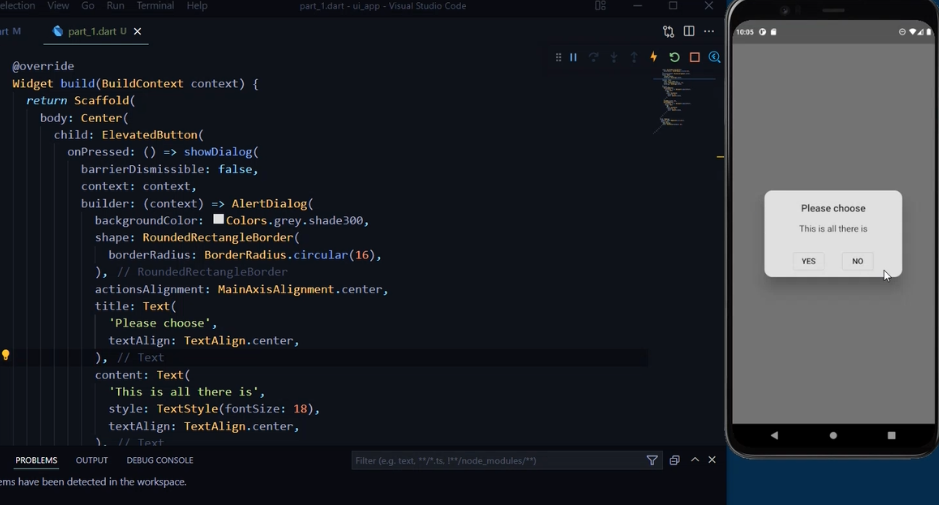 election View Go Run Terminal Help
part_1.dart - ui_app - Visual Studio Code
rt M
part_1.dart U
@override
Widget build(BuildContext context) {
return Scaffold(
body: Center(
child: ElevatedButton(
onPressed: () => showDialog(
barrierDismissible: false,
context: context,
builder: (context) => AlertDialog(
backgroundColor: Colors.grey.shade300,
shape: RoundedRectangleBorder(
borderRadius: BorderRadius.circular(16),
), // RoundedRectangleBorder
actionsAlignment: MainAxisAlignment.center,
title: Text(
'Please choose',
textAlign: TextAlign.center,
), // Text
content: Text(
'This is all there is',
style: TextStyle(fontSize: 18),
textAlign: TextAlign.center,
), // Text
PROBLEMS OUTPUT DEBUG CONSOLE
Filter (e.g. text, **/*.ts, !**/node_modules/**)
ems have been detected in the workspace.
10:05
Please choose
This is all there is
YES NO